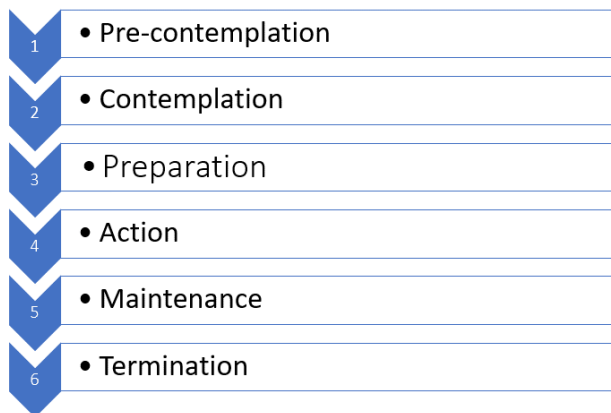 1 • Pre-contemplation
2 • Contemplation
3 • Preparation
4 • Action
5 • Maintenance
6 • Termination